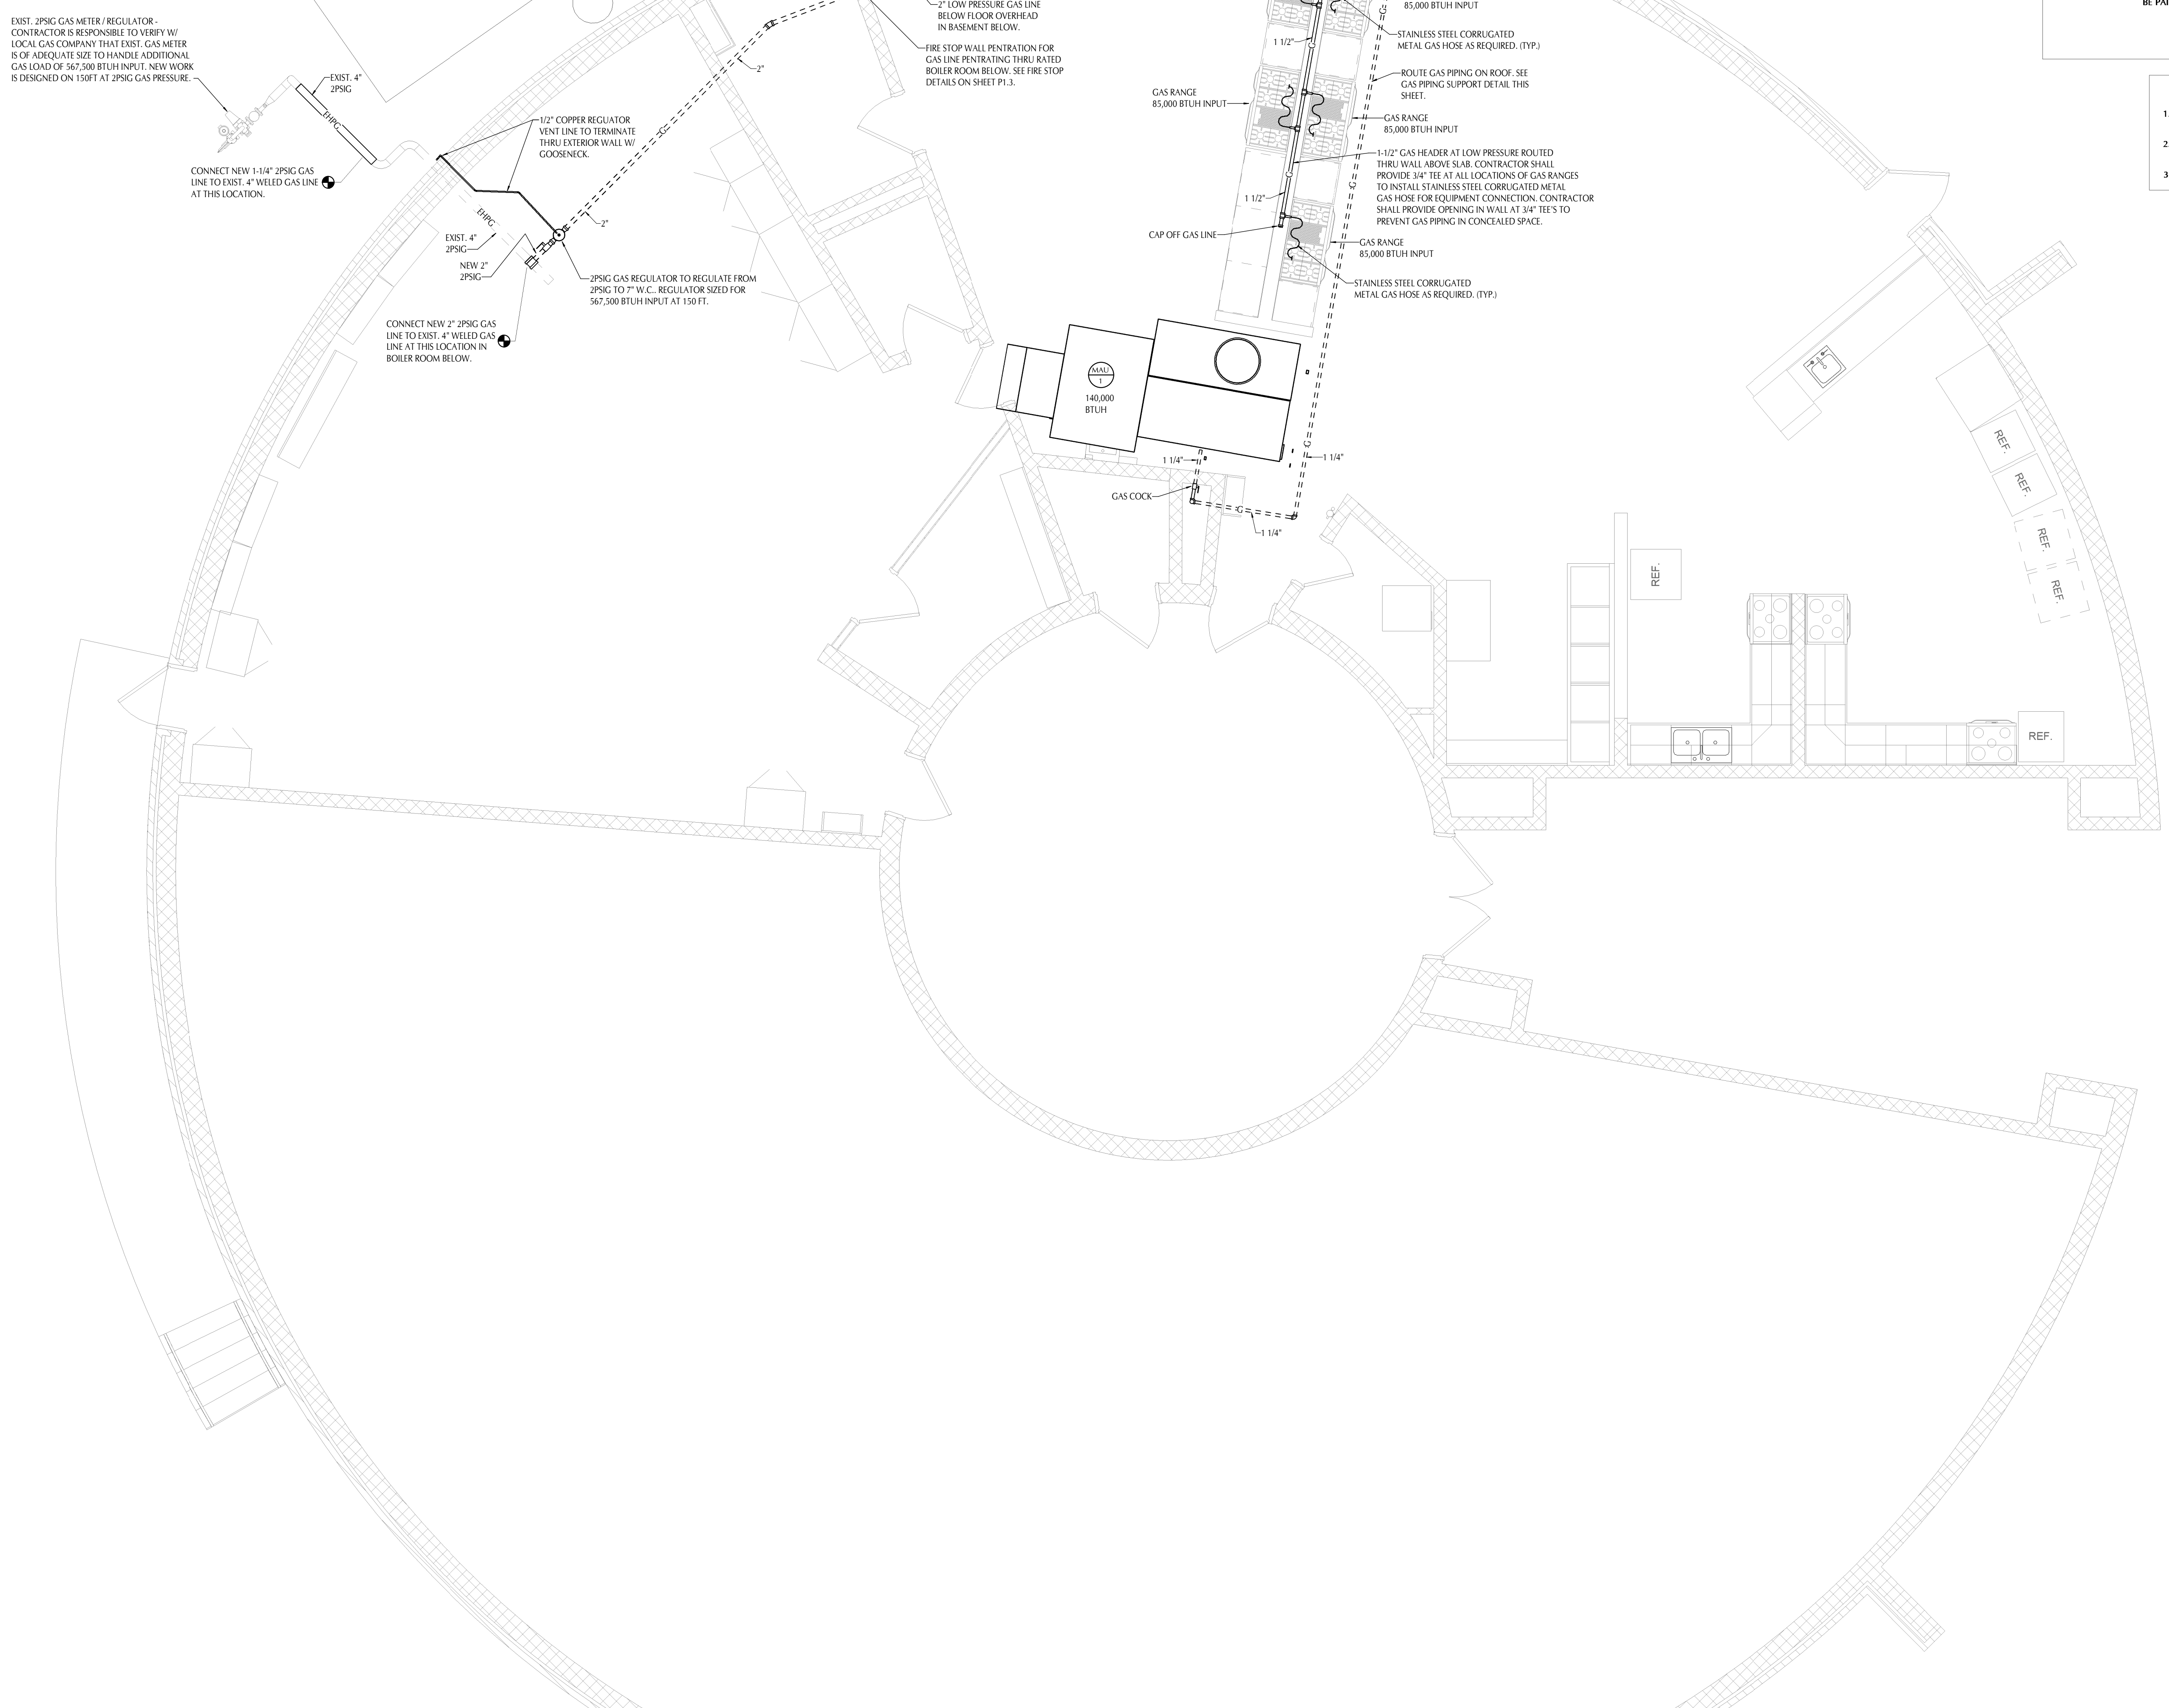 EXIST. 2PSIG GAS METER / REGULATOR -
CONTRACTOR IS RESPONSIBLE TO VERIFY W/
LOCAL GAS COMPANY THAT EXIST. GAS METER
IS OF ADEQUATE SIZE TO HANDLE ADDITIONAL
GAS LOAD OF 567,500 BTUH INPUT. NEW WORK
IS DESIGNED ON 150FT AT 2PSIG GAS PRESSURE.
EXIST. 4"
2PSIG
EHPG
CONNECT NEW 1-1/4" 2PSIG GAS
LINE TO EXIST. 4" WELED GAS LINE
AT THIS LOCATION.
1/2" COPPER REGUATOR
VENT LINE TO TERMINATE
THRU EXTERIOR WALL W/
GOOSENECK.
EHPG
EXIST. 4"
2PSIG
NEW 2"
2PSIG
2"
G
2"
2PSIG GAS REGULATOR TO REGULATE FROM
2PSIG TO 7" W.C.. REGULATOR SIZED FOR
567,500 BTUH INPUT AT 150 FT.
CONNECT NEW 2" 2PSIG GAS
LINE TO EXIST. 4" WELED GAS
LINE AT THIS LOCATION IN
BOILER ROOM BELOW.
2" LOW PRESSURE GAS LINE
BELOW FLOOR OVERHEAD
IN BASEMENT BELOW.
FIRE STOP WALL PENTRATION FOR
GAS LINE PENTRATING THRU RATED
BOILER ROOM BELOW. SEE FIRE STOP
DETAILS ON SHEET P1.3.
85,000 BTUH INPUT
G
STAINLESS STEEL CORRUGATED
METAL GAS HOSE AS REQUIRED. (TYP.)
1 1/2"
G
ROUTE GAS PIPING ON ROOF. SEE
GAS PIPING SUPPORT DETAIL THIS
SHEET.
GAS RANGE
85,000 BTUH INPUT
GAS RANGE
85,000 BTUH INPUT
1-1/2" GAS HEADER AT LOW PRESSURE ROUTED
THRU WALL ABOVE SLAB. CONTRACTOR SHALL
PROVIDE 3/4" TEE AT ALL LOCATIONS OF GAS RANGES
TO INSTALL STAINLESS STEEL CORRUGATED METAL
GAS HOSE FOR EQUIPMENT CONNECTION. CONTRACTOR
SHALL PROVIDE OPENING IN WALL AT 3/4" TEE'S TO
PREVENT GAS PIPING IN CONCEALED SPACE.
G
G
1 1/2"
CAP OFF GAS LINE
GAS RANGE
85,000 BTUH INPUT
STAINLESS STEEL CORRUGATED
METAL GAS HOSE AS REQUIRED. (TYP.)
MAU
1
140,000
BTUH
G
1 1/4"
1 1/4"
GAS COCK
G
1 1/4"
REF.
REF.
REF.
REF.
REF.
REF.
1.
2.
3